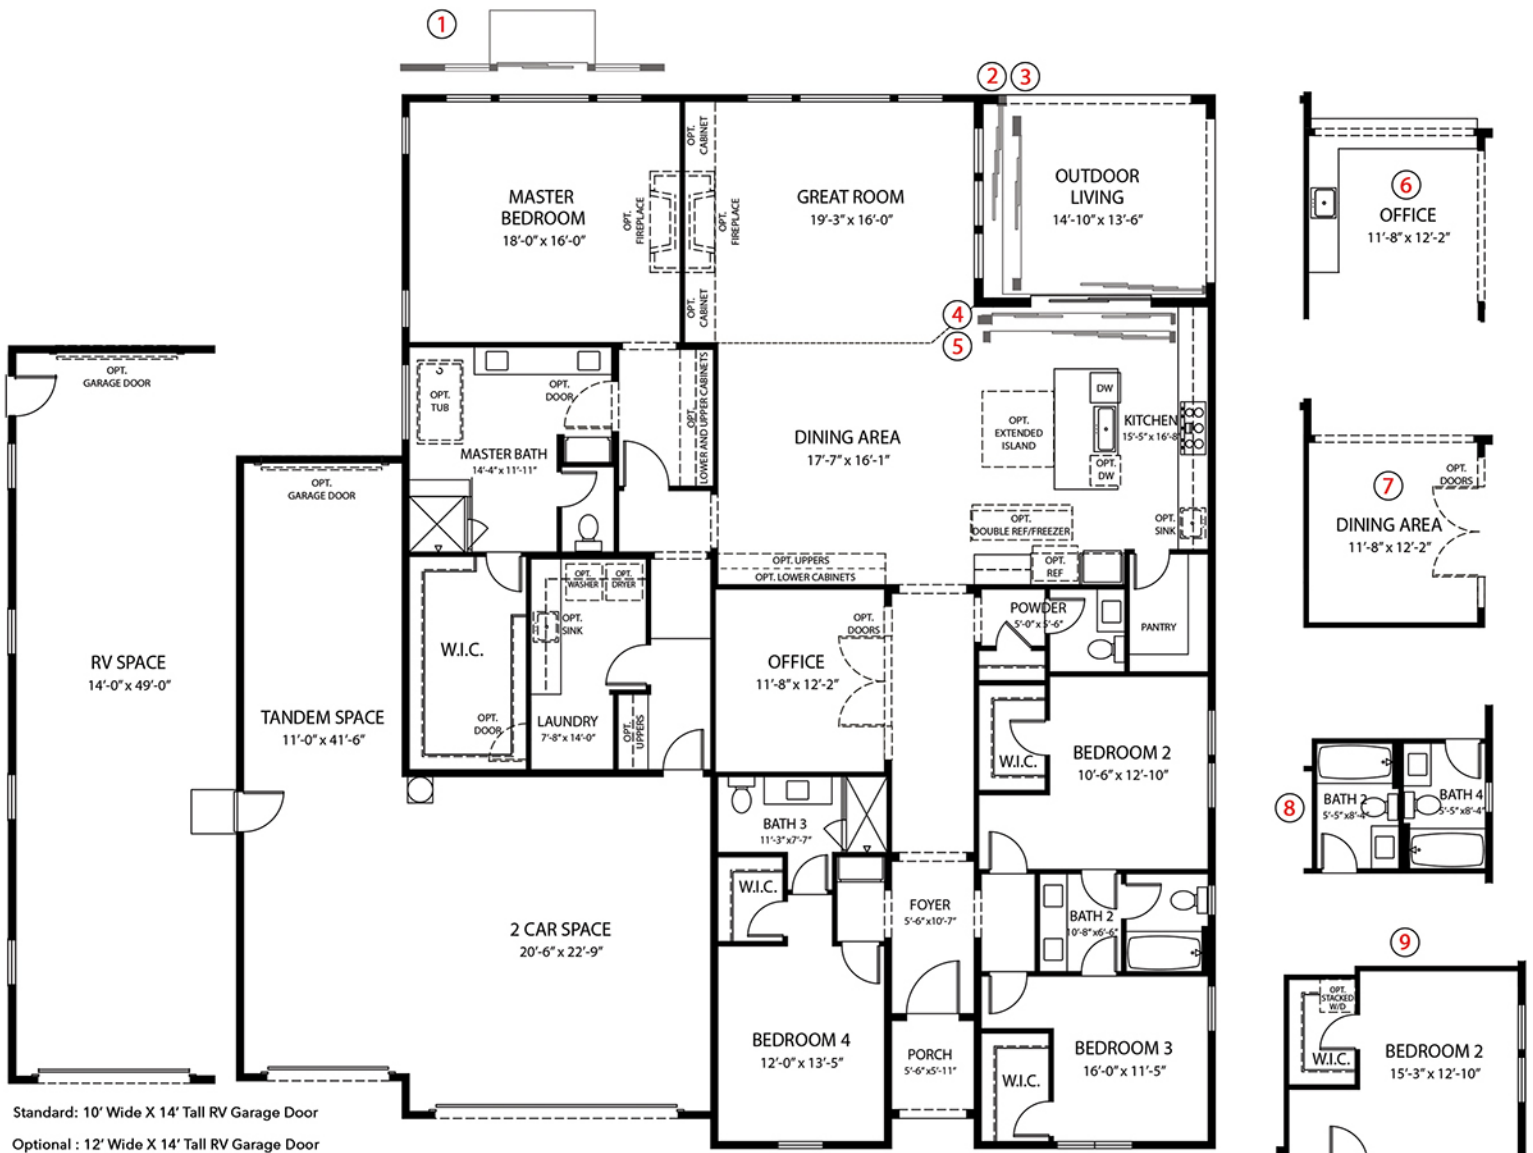 1
2 3
OPT.
CABINET
MASTER
BEDROOM
18'-0" x 16'-0"
OPT.
FIREPLACE
OPT.
FIREPLACE
GREAT ROOM
19'-3" x 16'-0"
OUTDOOR
LIVING
14'-10" x 13'-6"
6
OFFICE
11'-8" x 12'-2"
OPT.
CABINET
4
5
OPT.
GARAGE DOOR
OPT.
TUB
OPT.
DOOR
OPT.
LOWER AND UPPER CABINETS
MASTER BATH
14'-4" x 11'-11"
DINING AREA
17'-7" x 16'-1"
OPT.
EXTENDED
ISLAND
DW
KITCHEN
15'-5" x 16'-8"
OPT.
DW
OPT.
GARAGE DOOR
OPT.
DOORS
7
DINING AREA
11'-8" x 12'-2"
OPT.
DOUBLE REF/FREEZER
OPT.
SINK
OPT. UPPERS
OPT. LOWER CABINETS
OPT.
REF
OPT.
WASHER
OPT.
DRYER
OPT.
SINK
W.I.C.
RV SPACE
14'-0" x 49'-0"
TANDEM SPACE
11'-0" x 41'-6"
OPT.
DOOR
LAUNDRY
7'-8" x 14'-0"
OPT.
UPPERS
OFFICE
11'-8" x 12'-2"
OPT.
DOORS
POWDER
5'-0" x 5'-6"
PANTRY
W.I.C.
BEDROOM 2
10'-6" x 12'-10"
BATH 3
11'-3"x7'-7"
8
BATH 2
5'-5"x8'-4"
BATH 4
5'-5"x8'-4"
W.I.C.
FOYER
5'-6"x10'-7"
BATH 2
10'-8"x6'-6"
2 CAR SPACE
20'-6" x 22'-9"
9
OPT.
STACKED
W/D
W.I.C.
BEDROOM 2
15'-3" x 12'-10"
BEDROOM 4
12'-0" x 13'-5"
PORCH
5'-6"x5'-11"
W.I.C.
BEDROOM 3
16'-0" x 11'-5"
Standard: 10' Wide X 14' Tall RV Garage Door
Optional : 12' Wide X 14' Tall RV Garage Door